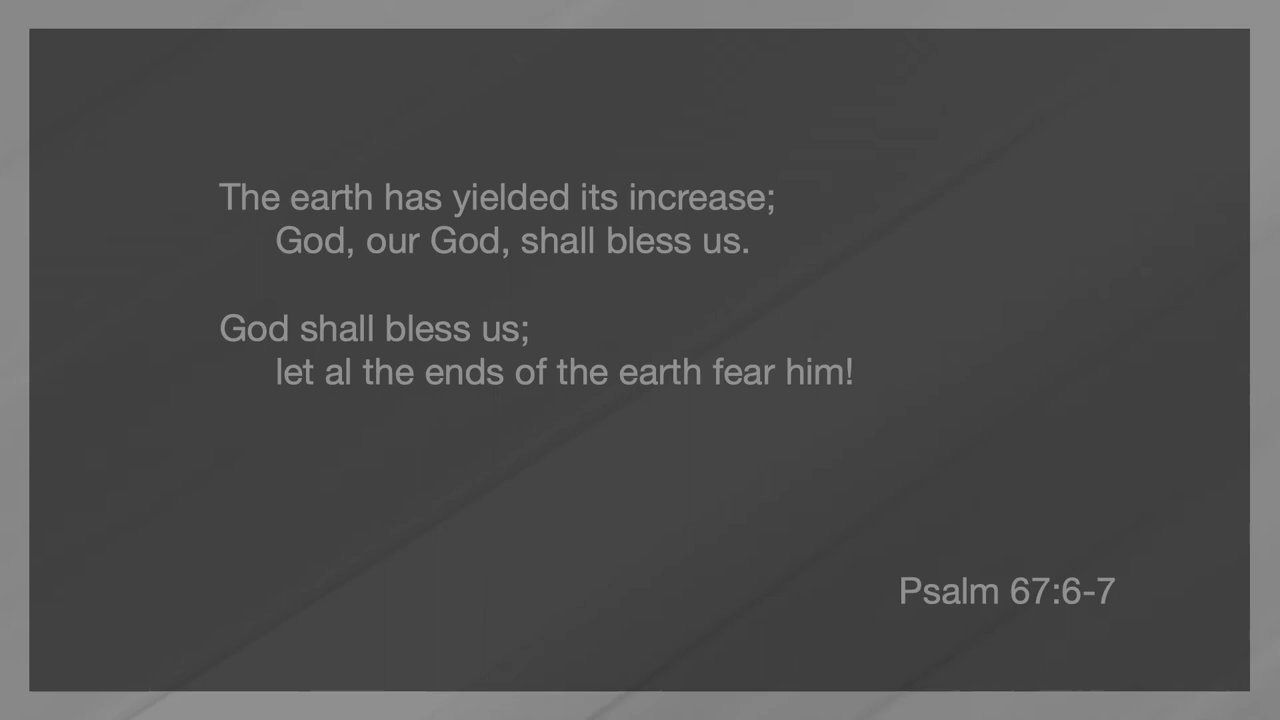 The earth has yielded its increase;
God, our God, shall bless us.
God shall bless us;
let al the ends of the earth fear him!
Psalm 67:6-7